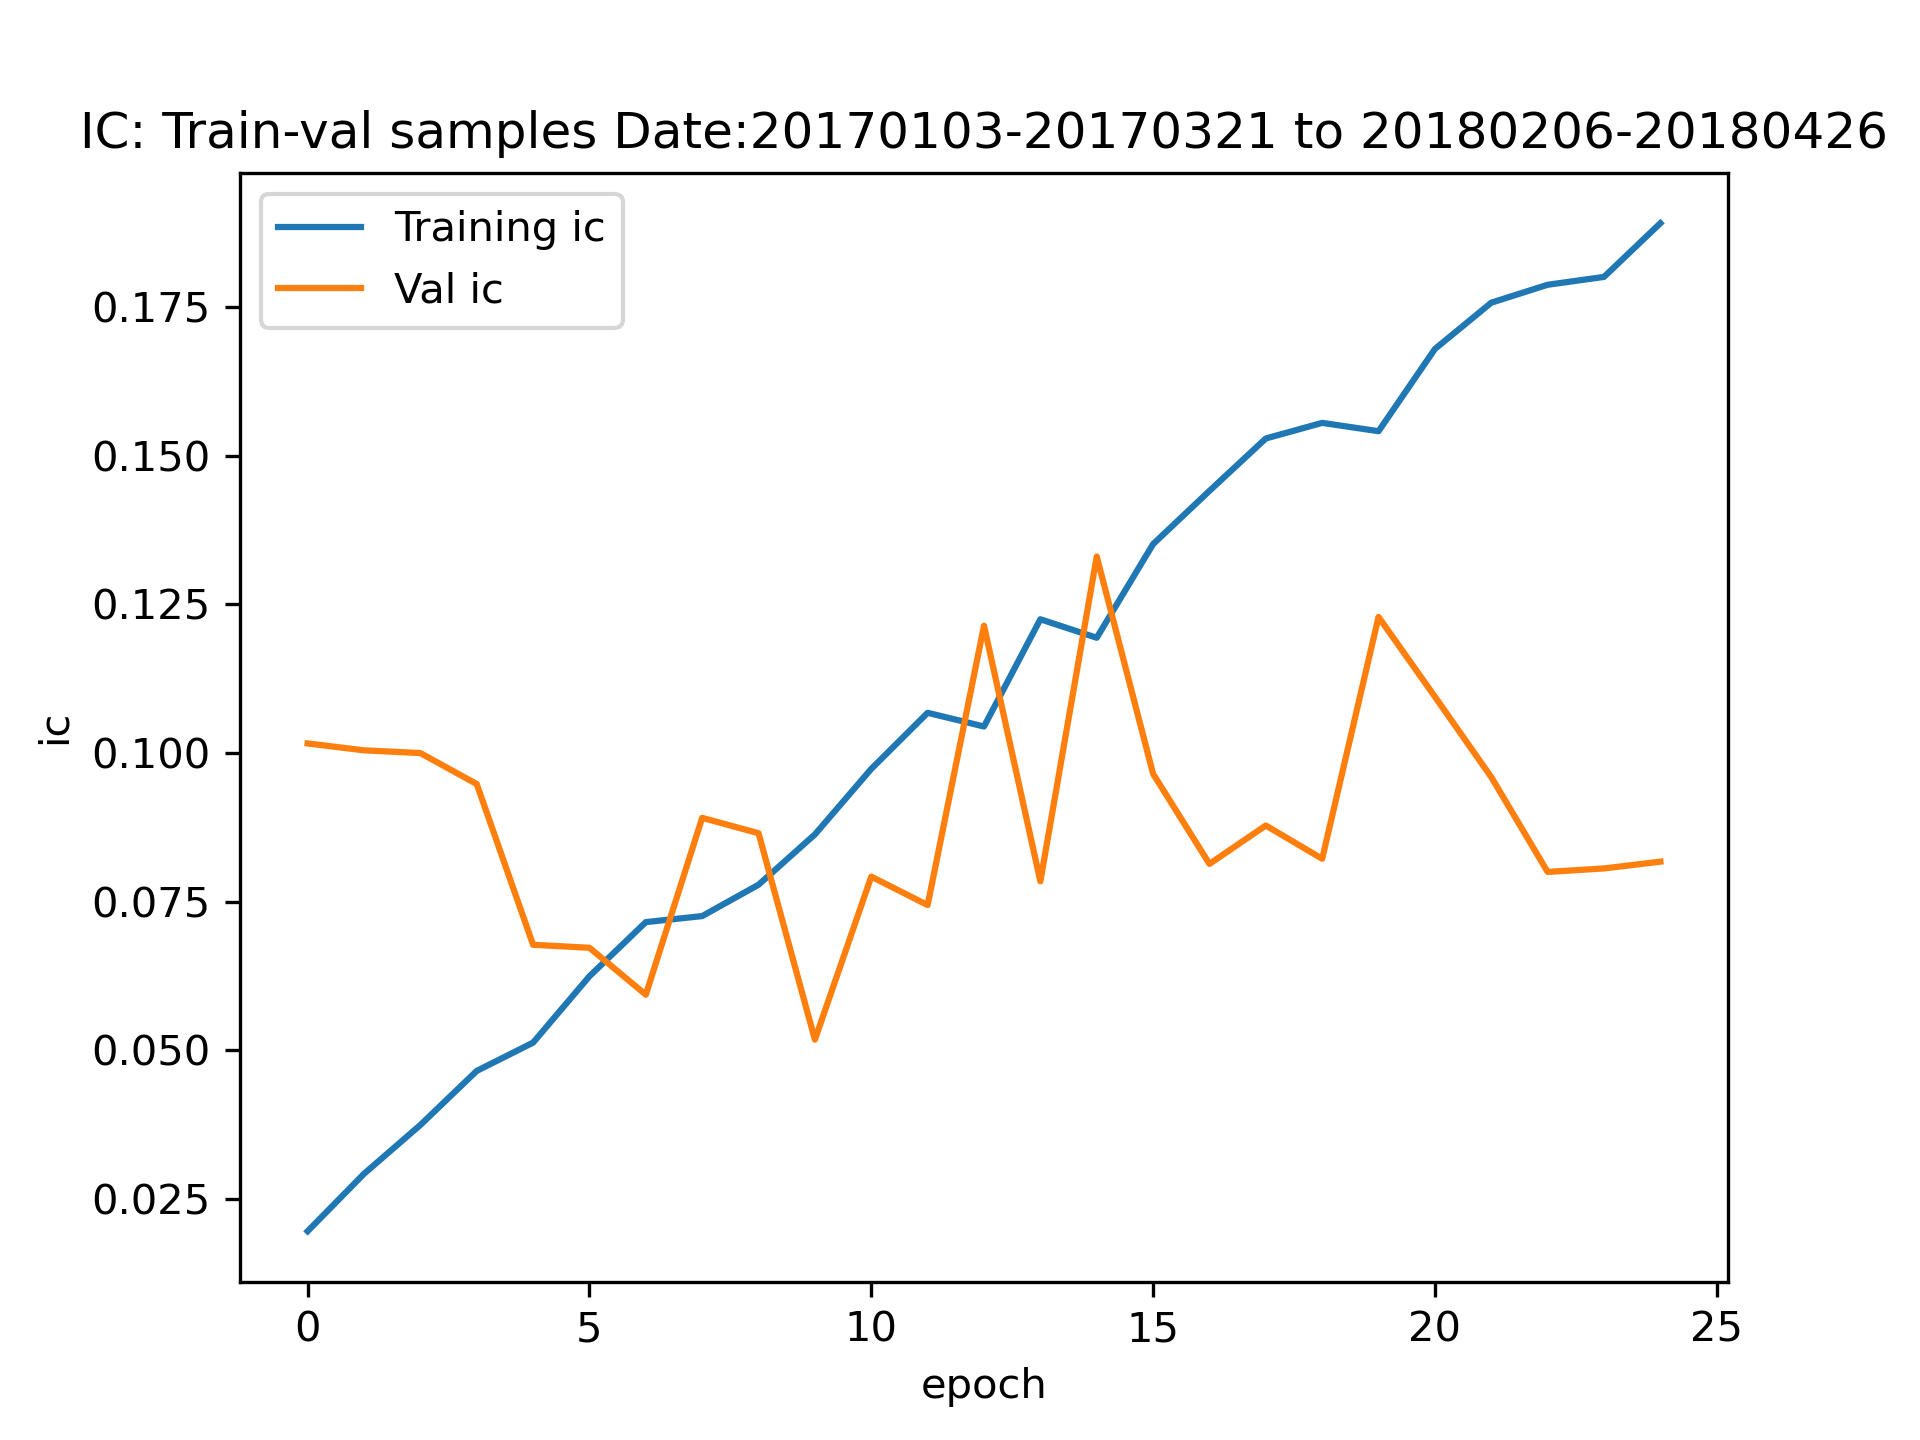 IC: Train-val samples Date:20170103-20170321 to 20180206-20180426
Training ic
Val ic
0.175
0.150
0.125
0.100
0.075
0.050
0.025
ic
0 5 10 15 20 25
epoch